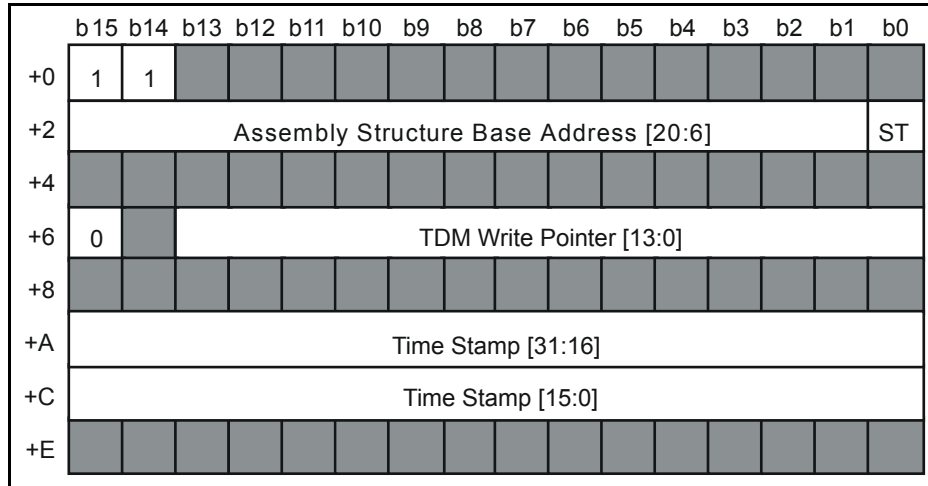 b15 b14 b13 b12 b11 b10 b9 b8 b7 b6 b5 b4 b3 b2 b1 b0
+0 1 1
+2 Assembly Structure Base Address [20:6] ST
+4
+6 0 TDM Write Pointer [13:0]
+8
+A Time Stamp [31:16]
+C Time Stamp [15:0]
+E